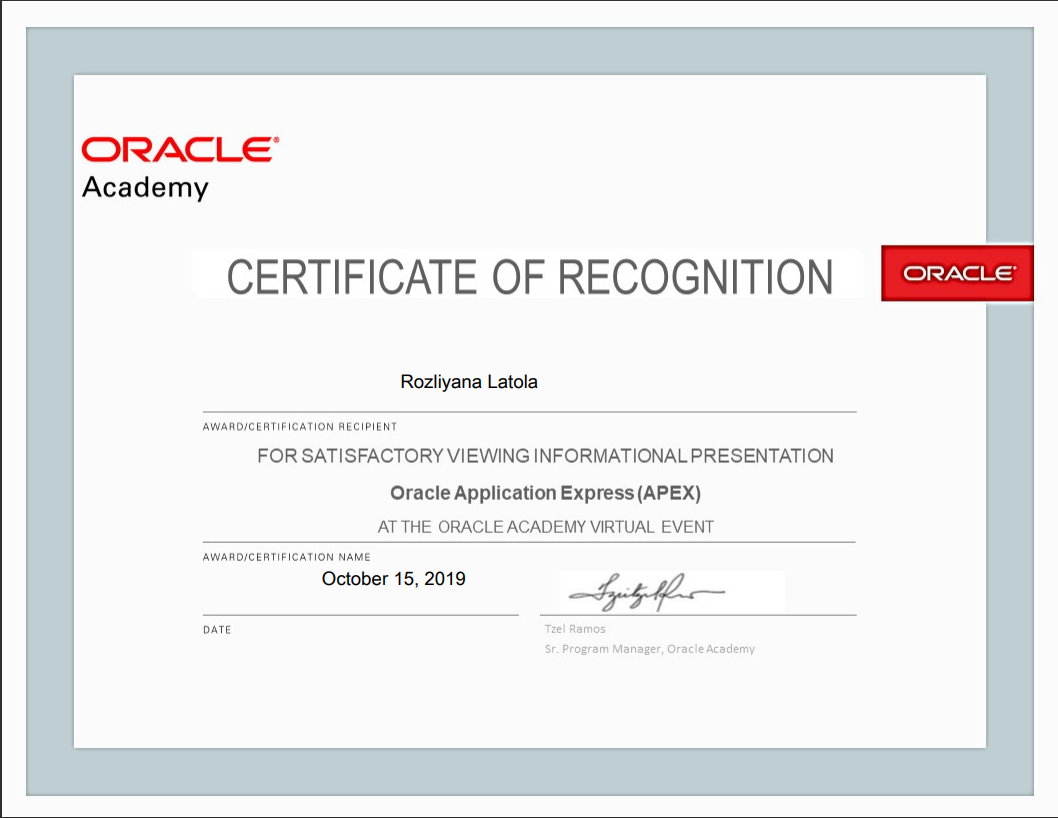 ORACLE®
Academy
CERTIFICATE OF RECOGNITION
ORACLE®
Rozliyana Latola
AWARD/CERTIFICATION RECIPIENT
FOR SATISFACTORY VIEWING INFORMATIONAL PRESENTATION
Oracle Application Express (APEX)
AT THE ORACLE ACADEMY VIRTUAL EVENT
AWARD/CERTIFICATION NAME
October 15, 2019
DATE
Tzel Ramos
Sr. Program Manager, Oracle Academy